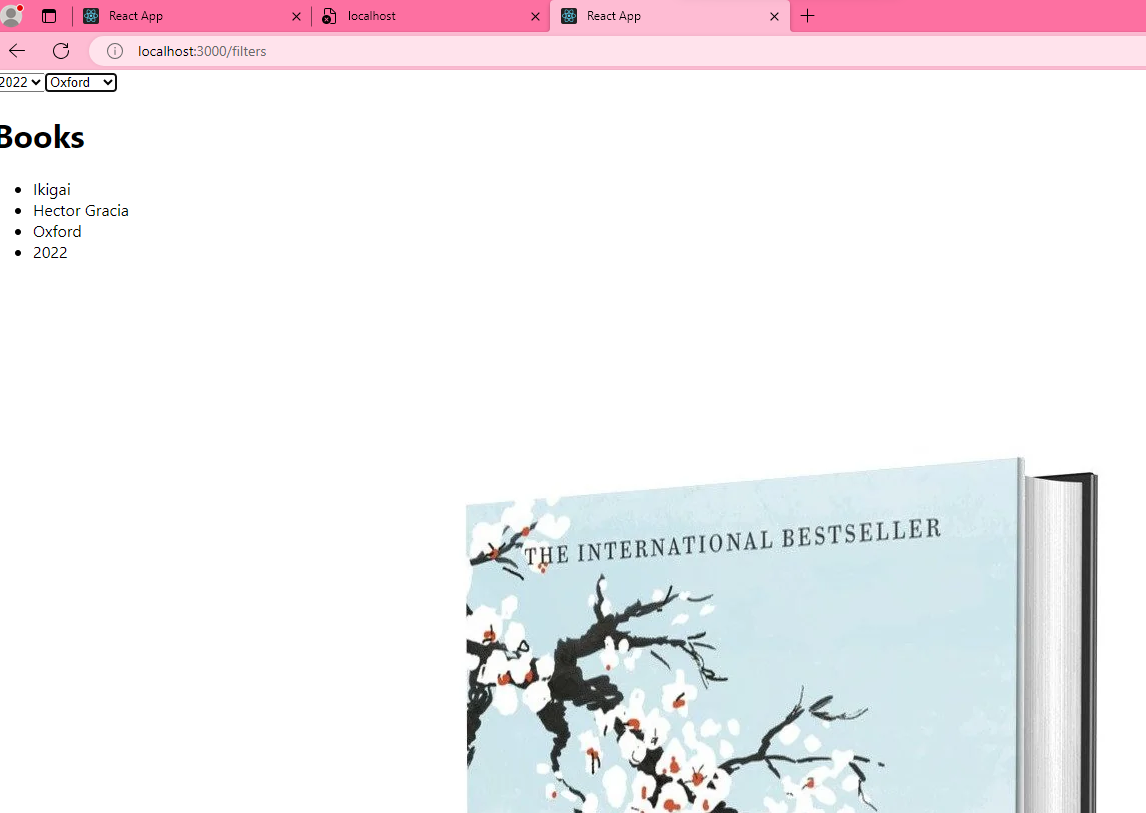 React App
localhost
React App
localhost:3000/filters
2022
Oxford
Books
Ikigai
Hector Gracia
Oxford
2022
THE INTERNATIONAL BESTSELLER